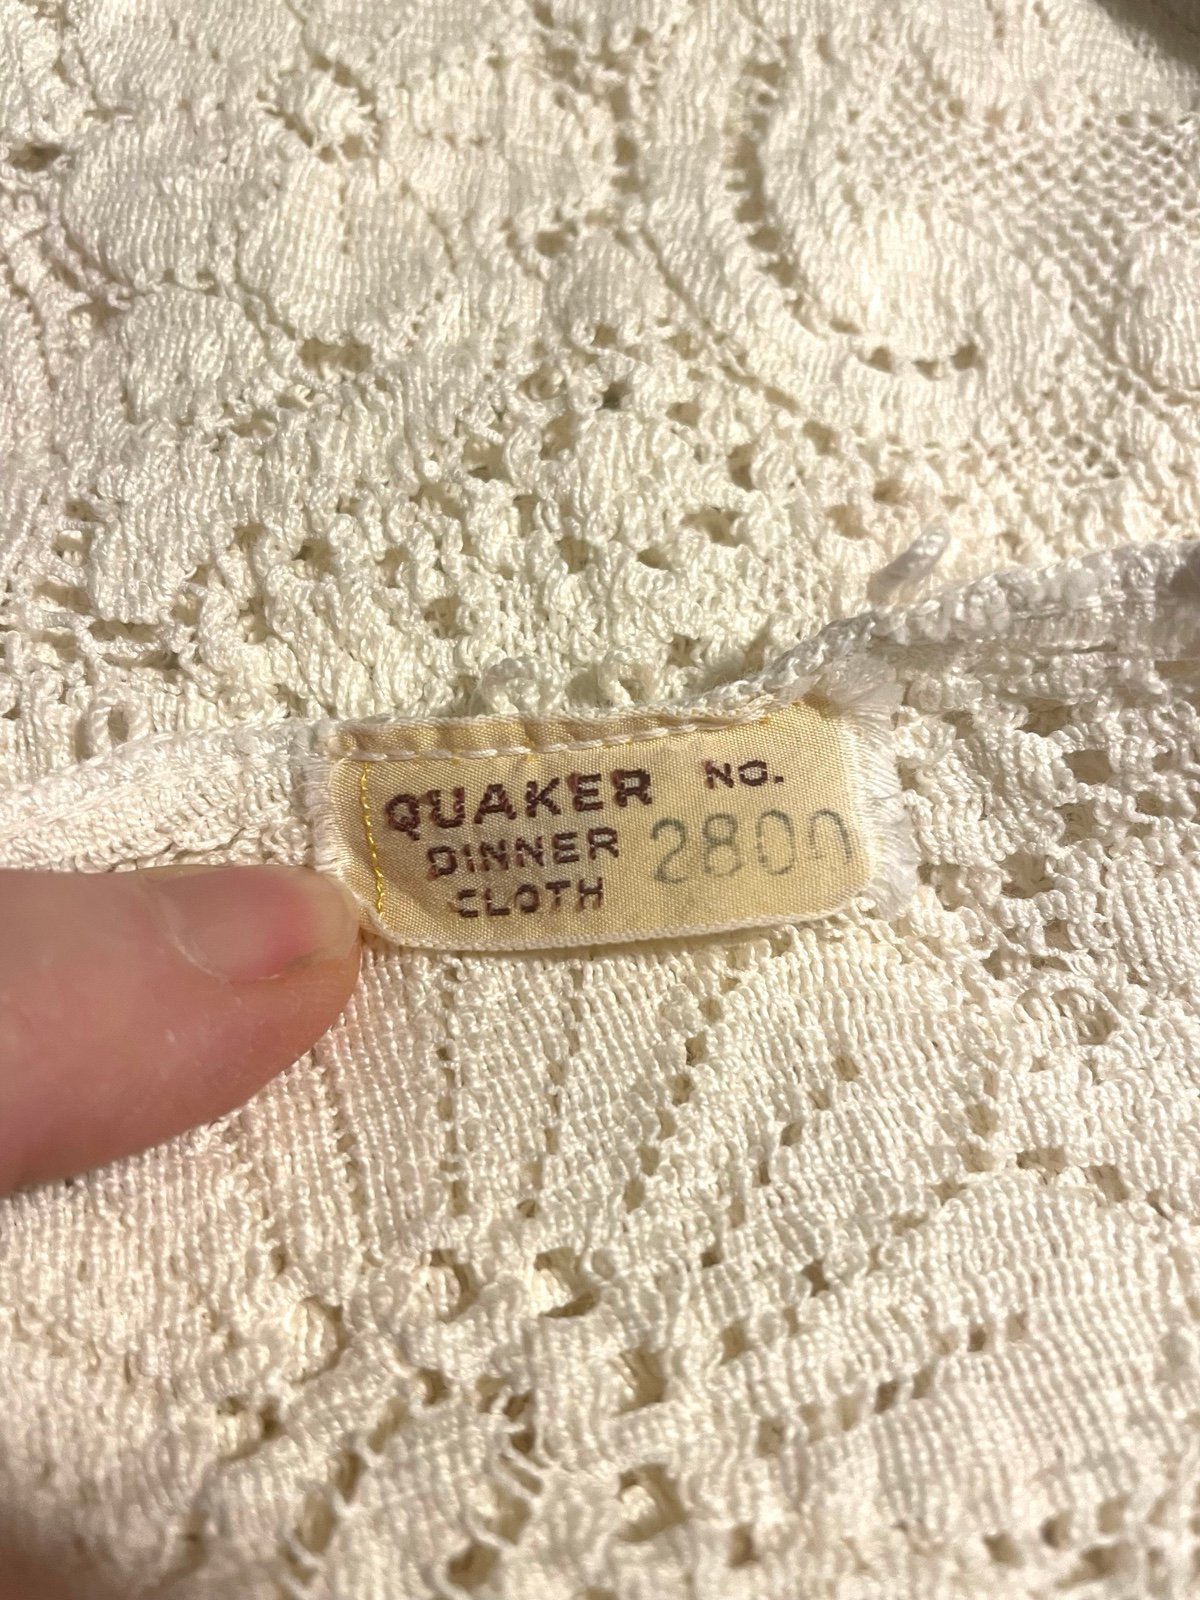 QUAKER NO.
DINNER 2800
CLOTH